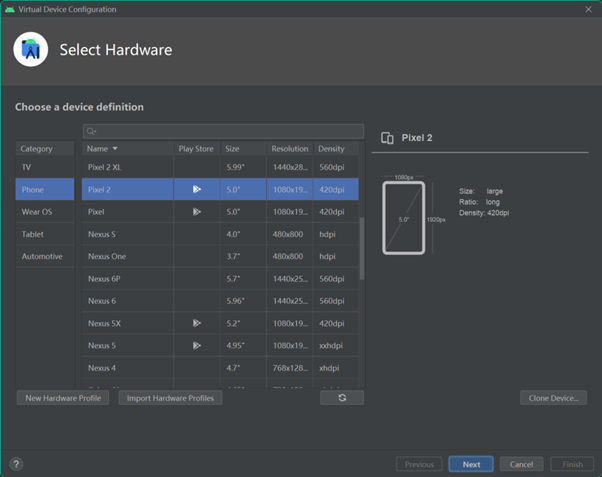 Virtual Device Configuration
Select Hardware
Choose a device definition
Category
Name Play Store Size Resolution Density
TV
Phone
Wear OS
Tablet
Automotive
Pixel 2 XL 5.99" 1440x28... 560dpi
Pixel 2 5.0" 1080x19... 420dpi
Pixel 5.0" 1080x19... 420dpi
Nexus S 4.0" 480x800 hdpi
Nexus One 3.7" 480x800 hdpi
Nexus 6P 5.7" 1440x25... 560dpi
Nexus 6 5.96" 1440x25... 560dpi
Nexus 5X 5.2" 1080x19... 420dpi
Nexus 5 4.95" 1080x19... xxhdpi
Nexus 4 4.7" 768x128... xhdpi
Pixel 2
1080px
5.0"
1920px
Size: large
Ratio: long
Density: 420dpi
New Hardware Profile
Import Hardware Profiles
Clone Device...
?
Previous
Next
Cancel
Finish